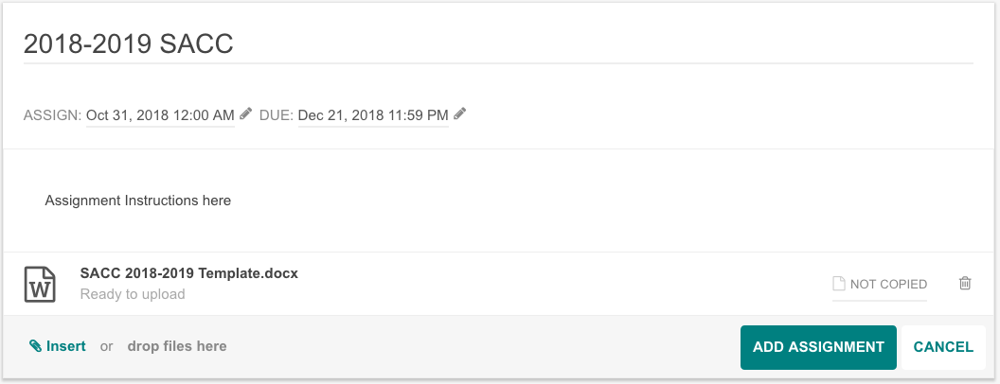 2018-2019 SACC
ASSIGN: Oct 31, 2018 12:00 AM DUE: Dec 21, 2018 11:59 PM
Assignment Instructions here
W
SACC 2018-2019 Template.docx
Ready to upload
NOT COPIED
Insert or drop files here
ADD ASSIGNMENT CANCEL